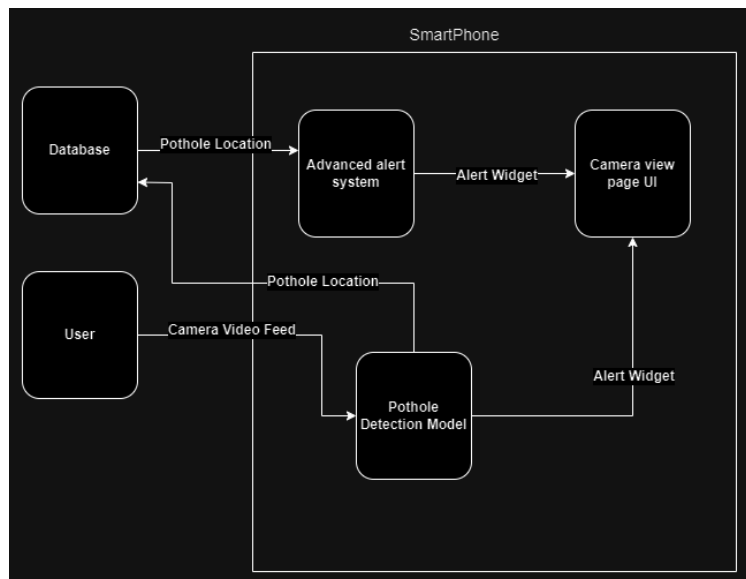 SmartPhone
Database
Pothole Location
Advanced alert
system
Alert Widget
Camera view
page UI
Pothole Location
User
Camera Video Feed
Alert Widget
Pothole
Detection Model